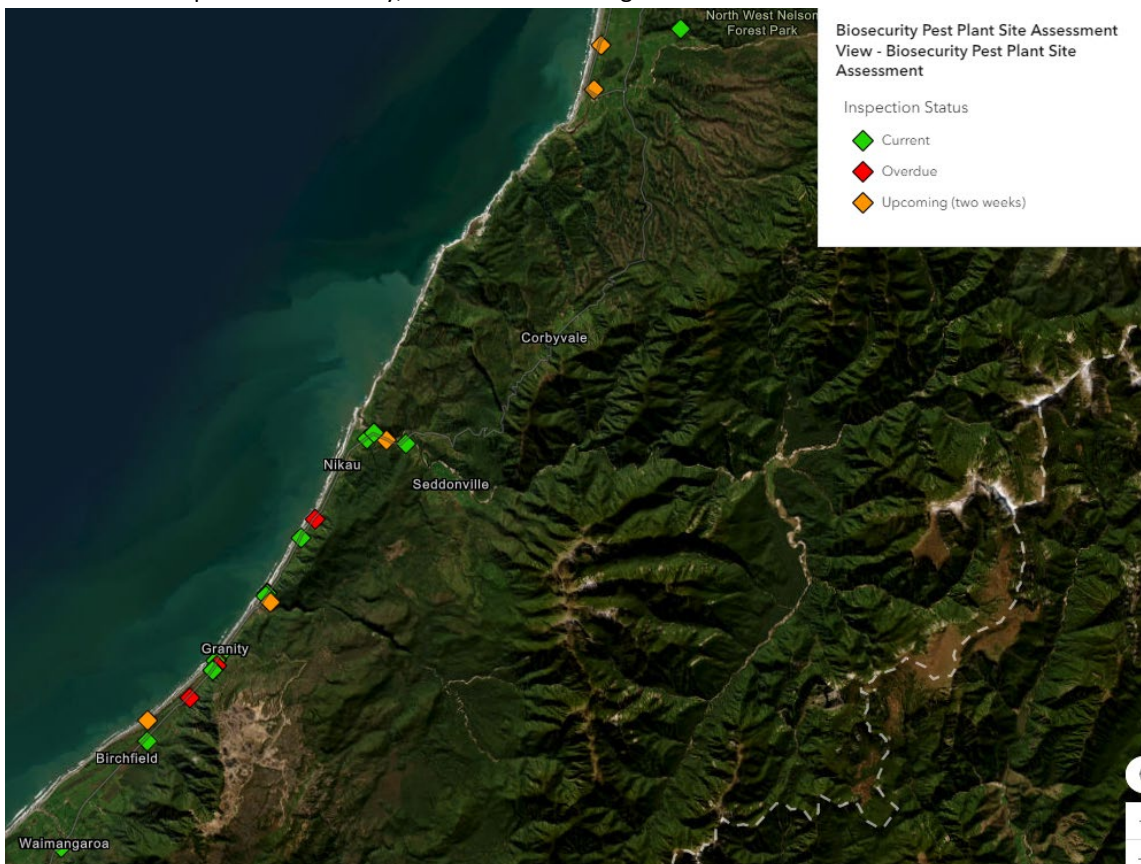 North West Nelson
Forest Park
Biosecurity Pest Plant Site Assessment
View - Biosecurity Pest Plant Site
Assessment
Inspection Status
Current
Overdue
Upcoming (two weeks)
Corbyvale
Nikau
Seddonville
Granity
Birchfield
Waimangaroa